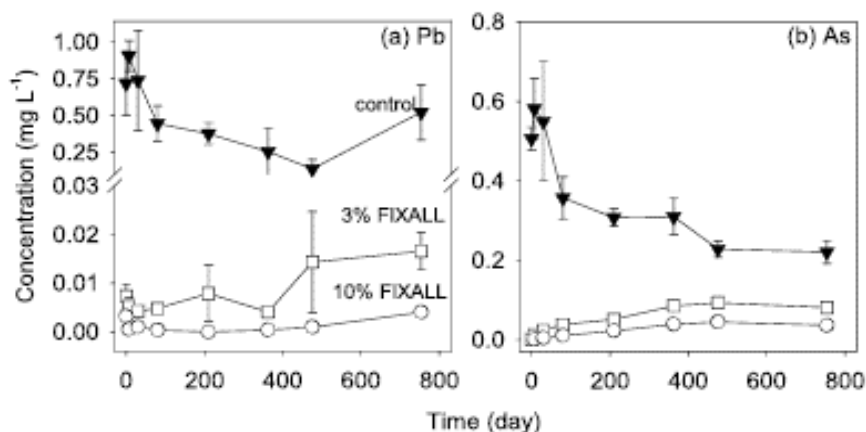 (a) Pb
(b) As
1.00
0.75
0.50
0.25
0.03
0.02
0.01
0.00
control
3% FIXALL
10% FIXALL
0.8
0.6
0.4
0.2
0.0
Concentration (mg L⁻¹)
0 200 400 600 800
0 200 400 600 800
Time (day)